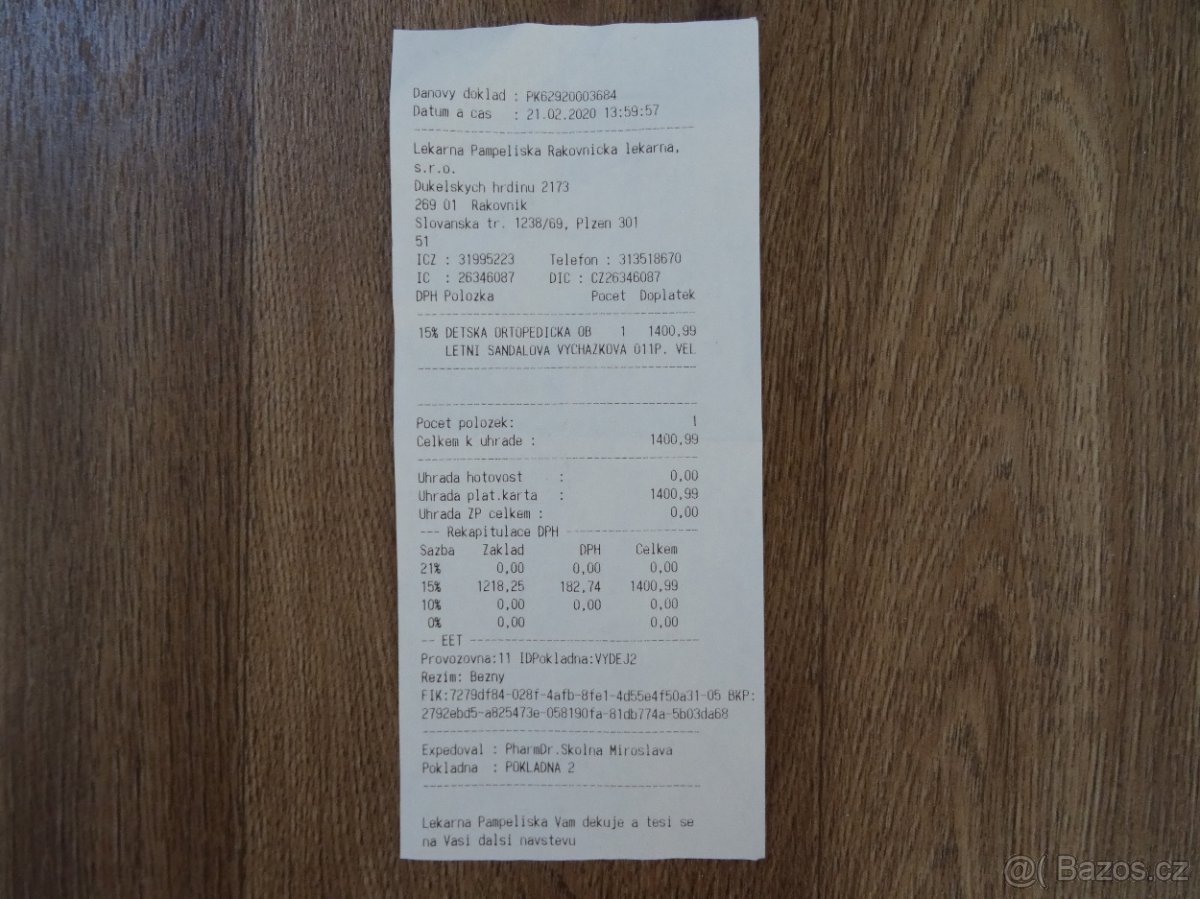 Danovy doklad : PK62920003684
Datum a cas : 21.02.2020 13:59:57
Lekarna Pampeliska Rakovnicka lekarna,
s.r.o.
Dukelskych hrdinu 2173
269 01 Rakovnik
Slovanska tr. 1238/69, Plzen 301
51
ICZ : 31995223 Telefon : 313518670
IC : 26346087 DIC : CZ26346087
DPH Polozka Pocet Doplatek
15% DETSKA ORTOPEDICKA OB 1 1400,99
LETNI SANDALOVA VYCHAZKOVA 011P. VEL
Pocet polozek: 1
Celkem k uhrade : 1400,99
Uhrada hotovost : 0,00
Uhrada plat.karta : 1400,99
Uhrada ZP celkem : 0,00
--- Rekapitulace DPH ---
Sazba Zaklad DPH Celkem
21% 0,00 0,00 0,00
15% 1218,25 182,74 1400,99
10% 0,00 0,00 0,00
0% 0,00 0,00
-- EET ---
Provozovna:11 IDPokladna:VYDEJ2
Rezim: Bezny
FIK:7279df84-028f-4afb-8fe1-4d55e4f50a31-05 BKP:
2792ebd5-a825473e-058190fa-81db774a-5b03da68
Expedoval : PharmDr.Skolna Miroslava
Pokladna : POKLADNA 2
Lekarna Pampeliska Vam dekuje a tesi se
na Vasi dalsi navstevu
@( Bazos.cz